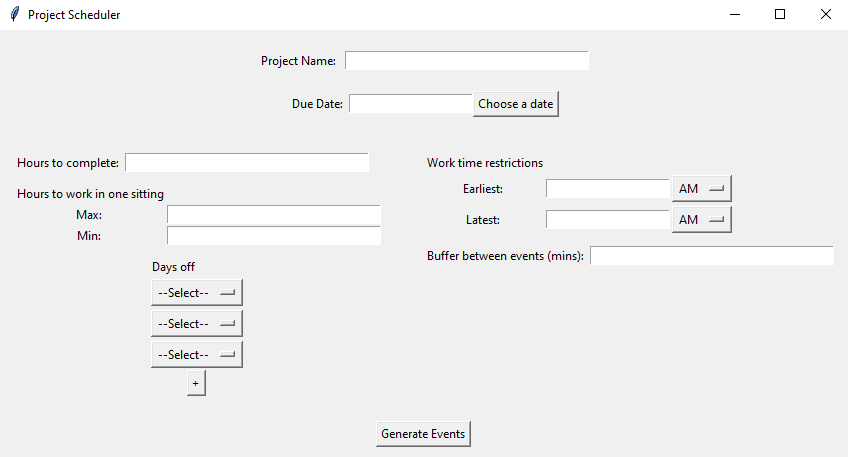 Project Scheduler
Project Name:
Due Date: Choose a date
Hours to complete:
Hours to work in one sitting
Max:
Min:
Days off
--Select--
--Select--
--Select--
+
Work time restrictions
Earliest: AM
Latest: AM
Buffer between events (mins):
Generate Events